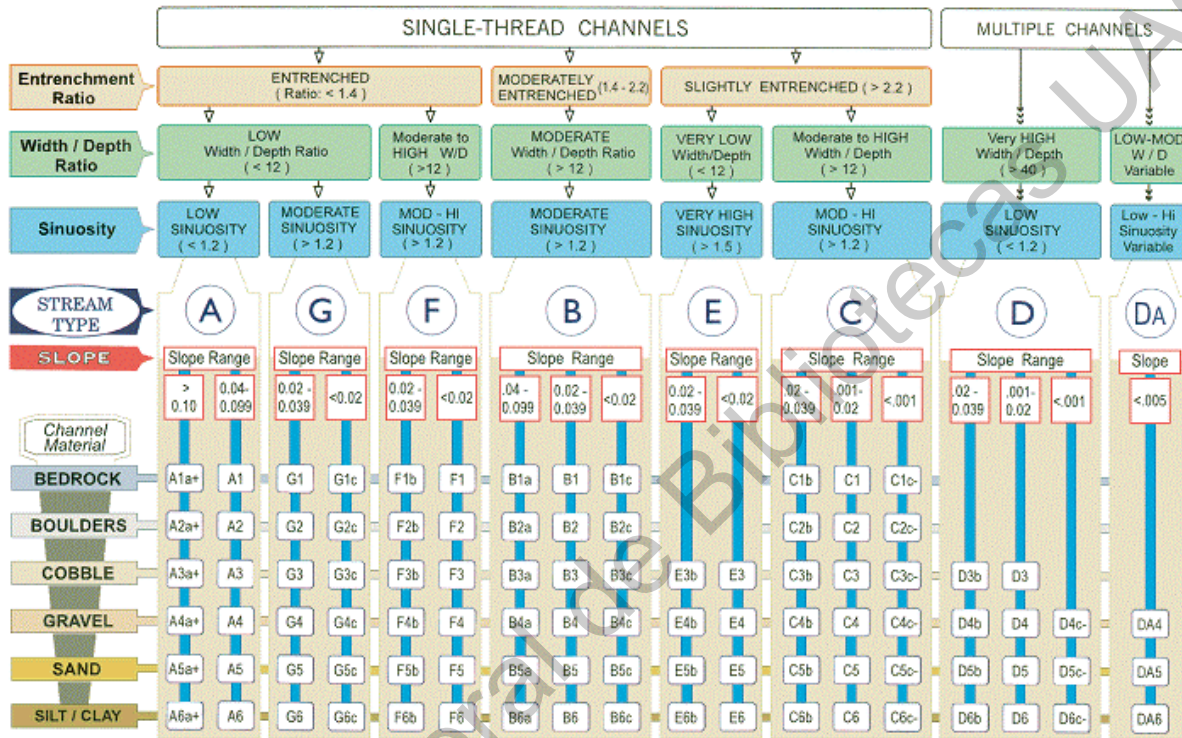 SINGLE-THREAD CHANNELS MULTIPLE CHANNELS
Entrenchment Ratio
ENTRENCHED
( Ratio: < 1.4 )
MODERATELY ENTRENCHED (1.4 - 2.2)
SLIGHTLY ENTRENCHED ( > 2.2 )
Width / Depth Ratio
LOW
Width / Depth Ratio
( < 12 )
Moderate to
HIGH W/D
( >12 )
MODERATE
Width / Depth Ratio
( > 12 )
VERY LOW
Width/Depth
( < 12 )
Moderate to HIGH
Width / Depth
( > 12 )
Very HIGH
Width / Depth
( > 40 )
LOW-MOD
W / D
Variable
Sinuosity
LOW
SINUOSITY
( < 1.2 )
MODERATE
SINUOSITY
( > 1.2 )
MOD - HI
SINUOSITY
( > 1.2 )
MODERATE
SINUOSITY
( > 1.2 )
VERY HIGH
SINUOSITY
( > 1.5 )
MOD - HI
SINUOSITY
( > 1.2 )
LOW
SINUOSITY
( < 1.2 )
Low - Hi
Sinuosity
Variable
STREAM
TYPE
A G F B E C D DA
SLOPE
Slope Range Slope Range Slope Range Slope Range Slope Range Slope Range Slope Range Slope
> 0.10 0.04-0.099 0.02 - 0.039 <0.02 0.02 - 0.039 <0.02 .04 - 0.099 0.02 - 0.039 <0.02 0.02 - 0.039 <0.02 .02 - 0.039 .001- 0.02 <.001 .02 - 0.039 .001- 0.02 <.001 <.005
Channel
Material
BEDROCK A1a+ A1 G1 G1c F1b F1 B1a B1 B1c C1b C1 C1c-
BOULDERS A2a+ A2 G2 G2c F2b F2 B2a B2 B2c C2b C2 C2c-
COBBLE A3a+ A3 G3 G3c F3b F3 B3a B3 B3c E3b E3 C3b C3 C3c- D3b D3
GRAVEL A4a+ A4 G4 G4c F4b F4 B4a B4 B4c E4b E4 C4b C4 C4c- D4b D4 D4c- DA4
SAND A5a+ A5 G5 G5c F5b F5 B5a B5 B5c E5b E5 C5b C5 C5c- D5b D5 D5c- DA5
SILT / CLAY A6a+ A6 G6 G6c F6b F6 B6a B6 B6c E6b E6 C6b C6 C6c- D6b D6 D6c- DA6
de Bibliotecas